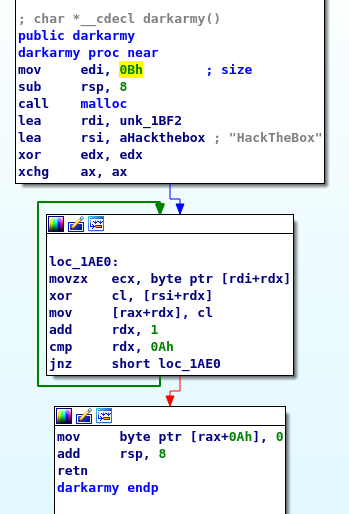 ; char *__cdecl darkarmy()
public darkarmy
darkarmy proc near
mov edi, 0Bh ; size
sub rsp, 8
call malloc
lea rdi, unk_1BF2
lea rsi, aHackthebox ; "HackTheBox"
xor edx, edx
xchg ax, ax
loc_1AE0:
movzx ecx, byte ptr [rdi+rdx]
xor cl, [rsi+rdx]
mov [rax+rdx], cl
add rdx, 1
cmp rdx, 0Ah
jnz short loc_1AE0
mov byte ptr [rax+0Ah], 0
add rsp, 8
retn
darkarmy endp